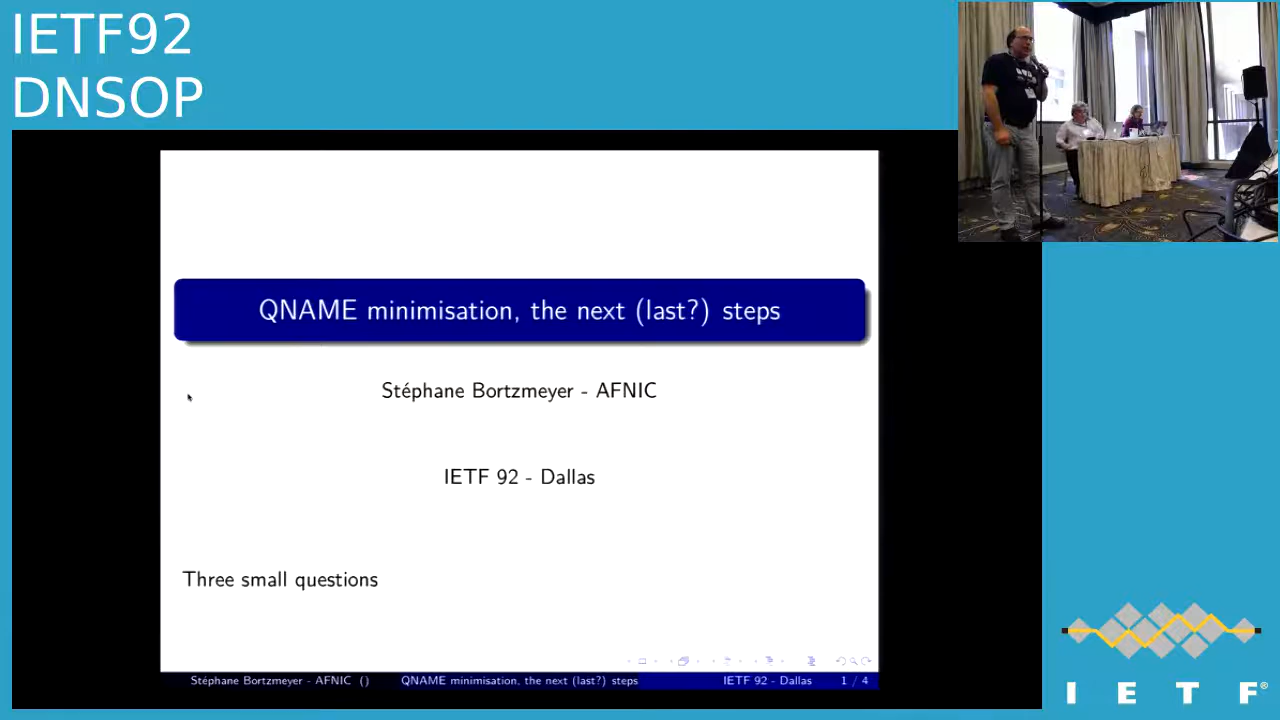 IETF92
DNSOP
QNAME minimisation, the next (last?) steps
Stéphane Bortzmeyer - AFNIC
IETF 92 - Dallas
Three small questions
Stéphane Bortzmeyer - AFNIC () QNAME minimisation, the next (last?) steps IETF 92 - Dallas 1 / 4
I E T F®